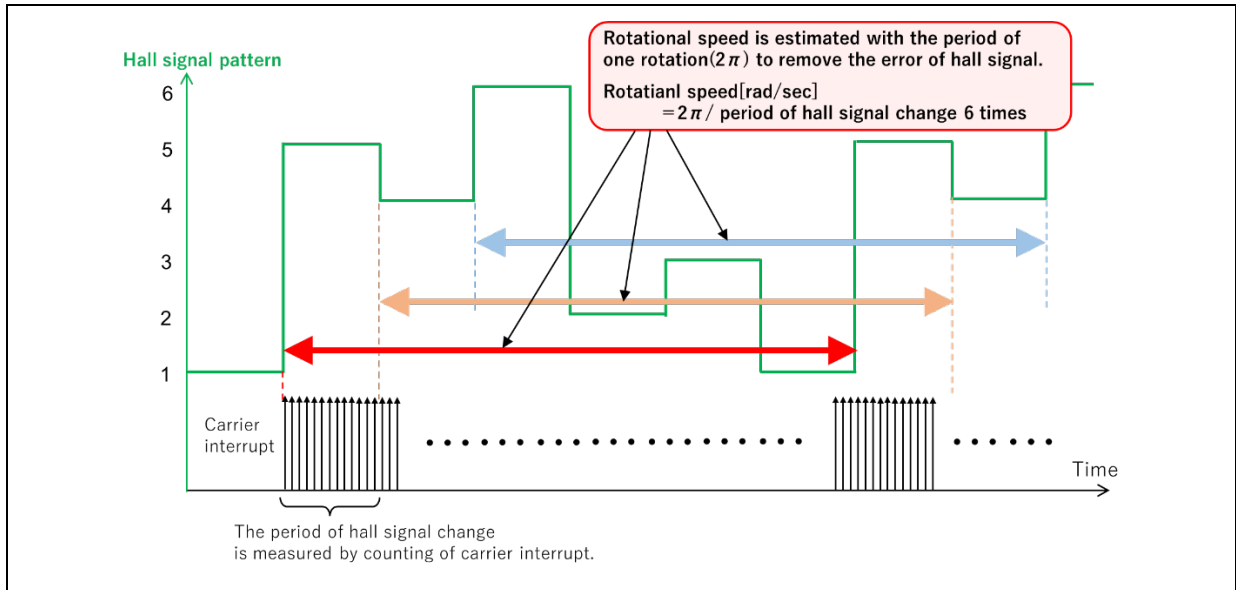 Rotational speed is estimated with the period of
one rotation(2π) to remove the error of hall signal.
Rotatianl speed[rad/sec]
=2π/ period of hall signal change 6 times
Hall signal pattern
6
5
4
3
2
1
Carrier
interrupt
Time
The period of hall signal change
is measured by counting of carrier interrupt.